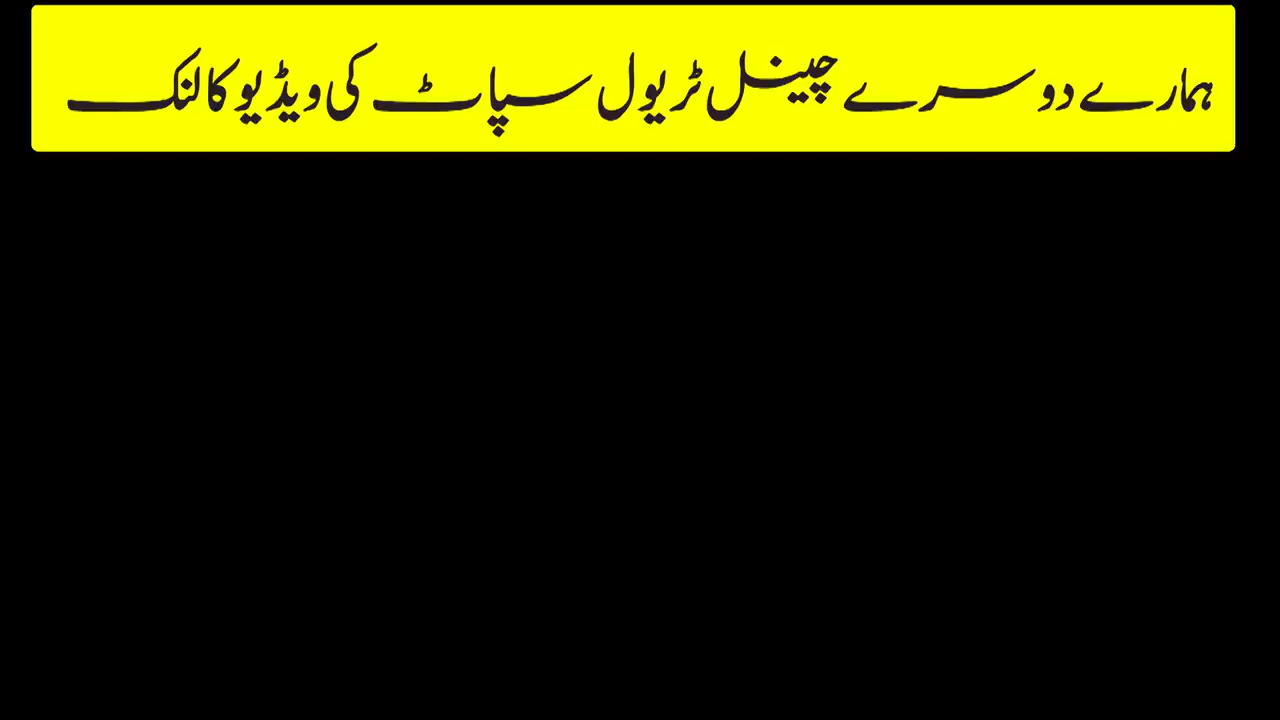 ہمارے دوسرے چینل ٹریول سپاٹ کی ویڈیو کا لنک